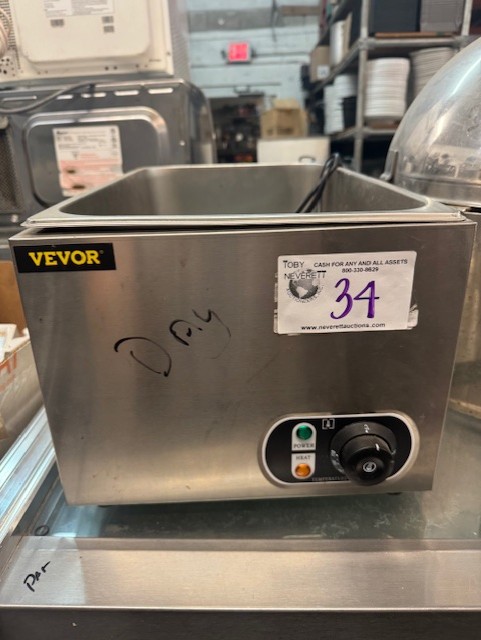 VEVOR
TOBY
NEVERETT
CASH FOR ANY AND ALL ASSETS
800-330-8629
34
www.neverettauctions.com
Dry
POWER
HEAT